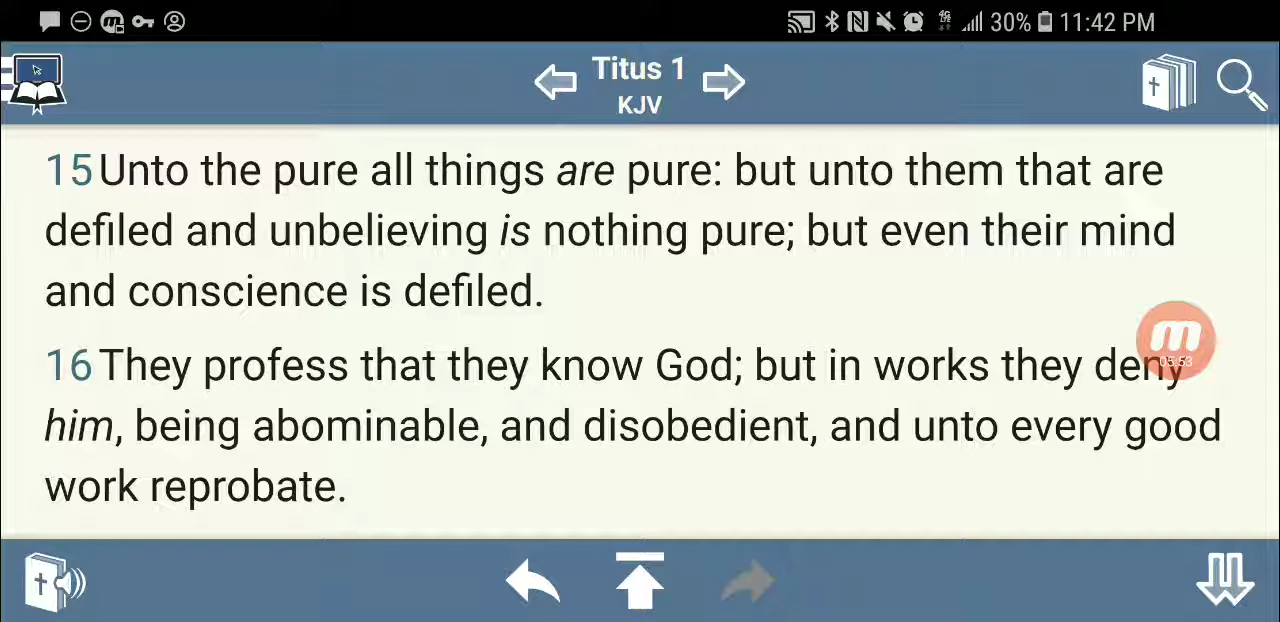 30% 11:42 PM
Titus 1
KJV
15 Unto the pure all things are pure: but unto them that are
defiled and unbelieving is nothing pure; but even their mind
and conscience is defiled.
16 They profess that they know God; but in works they deny
05:53
him, being abominable, and disobedient, and unto every good
work reprobate.